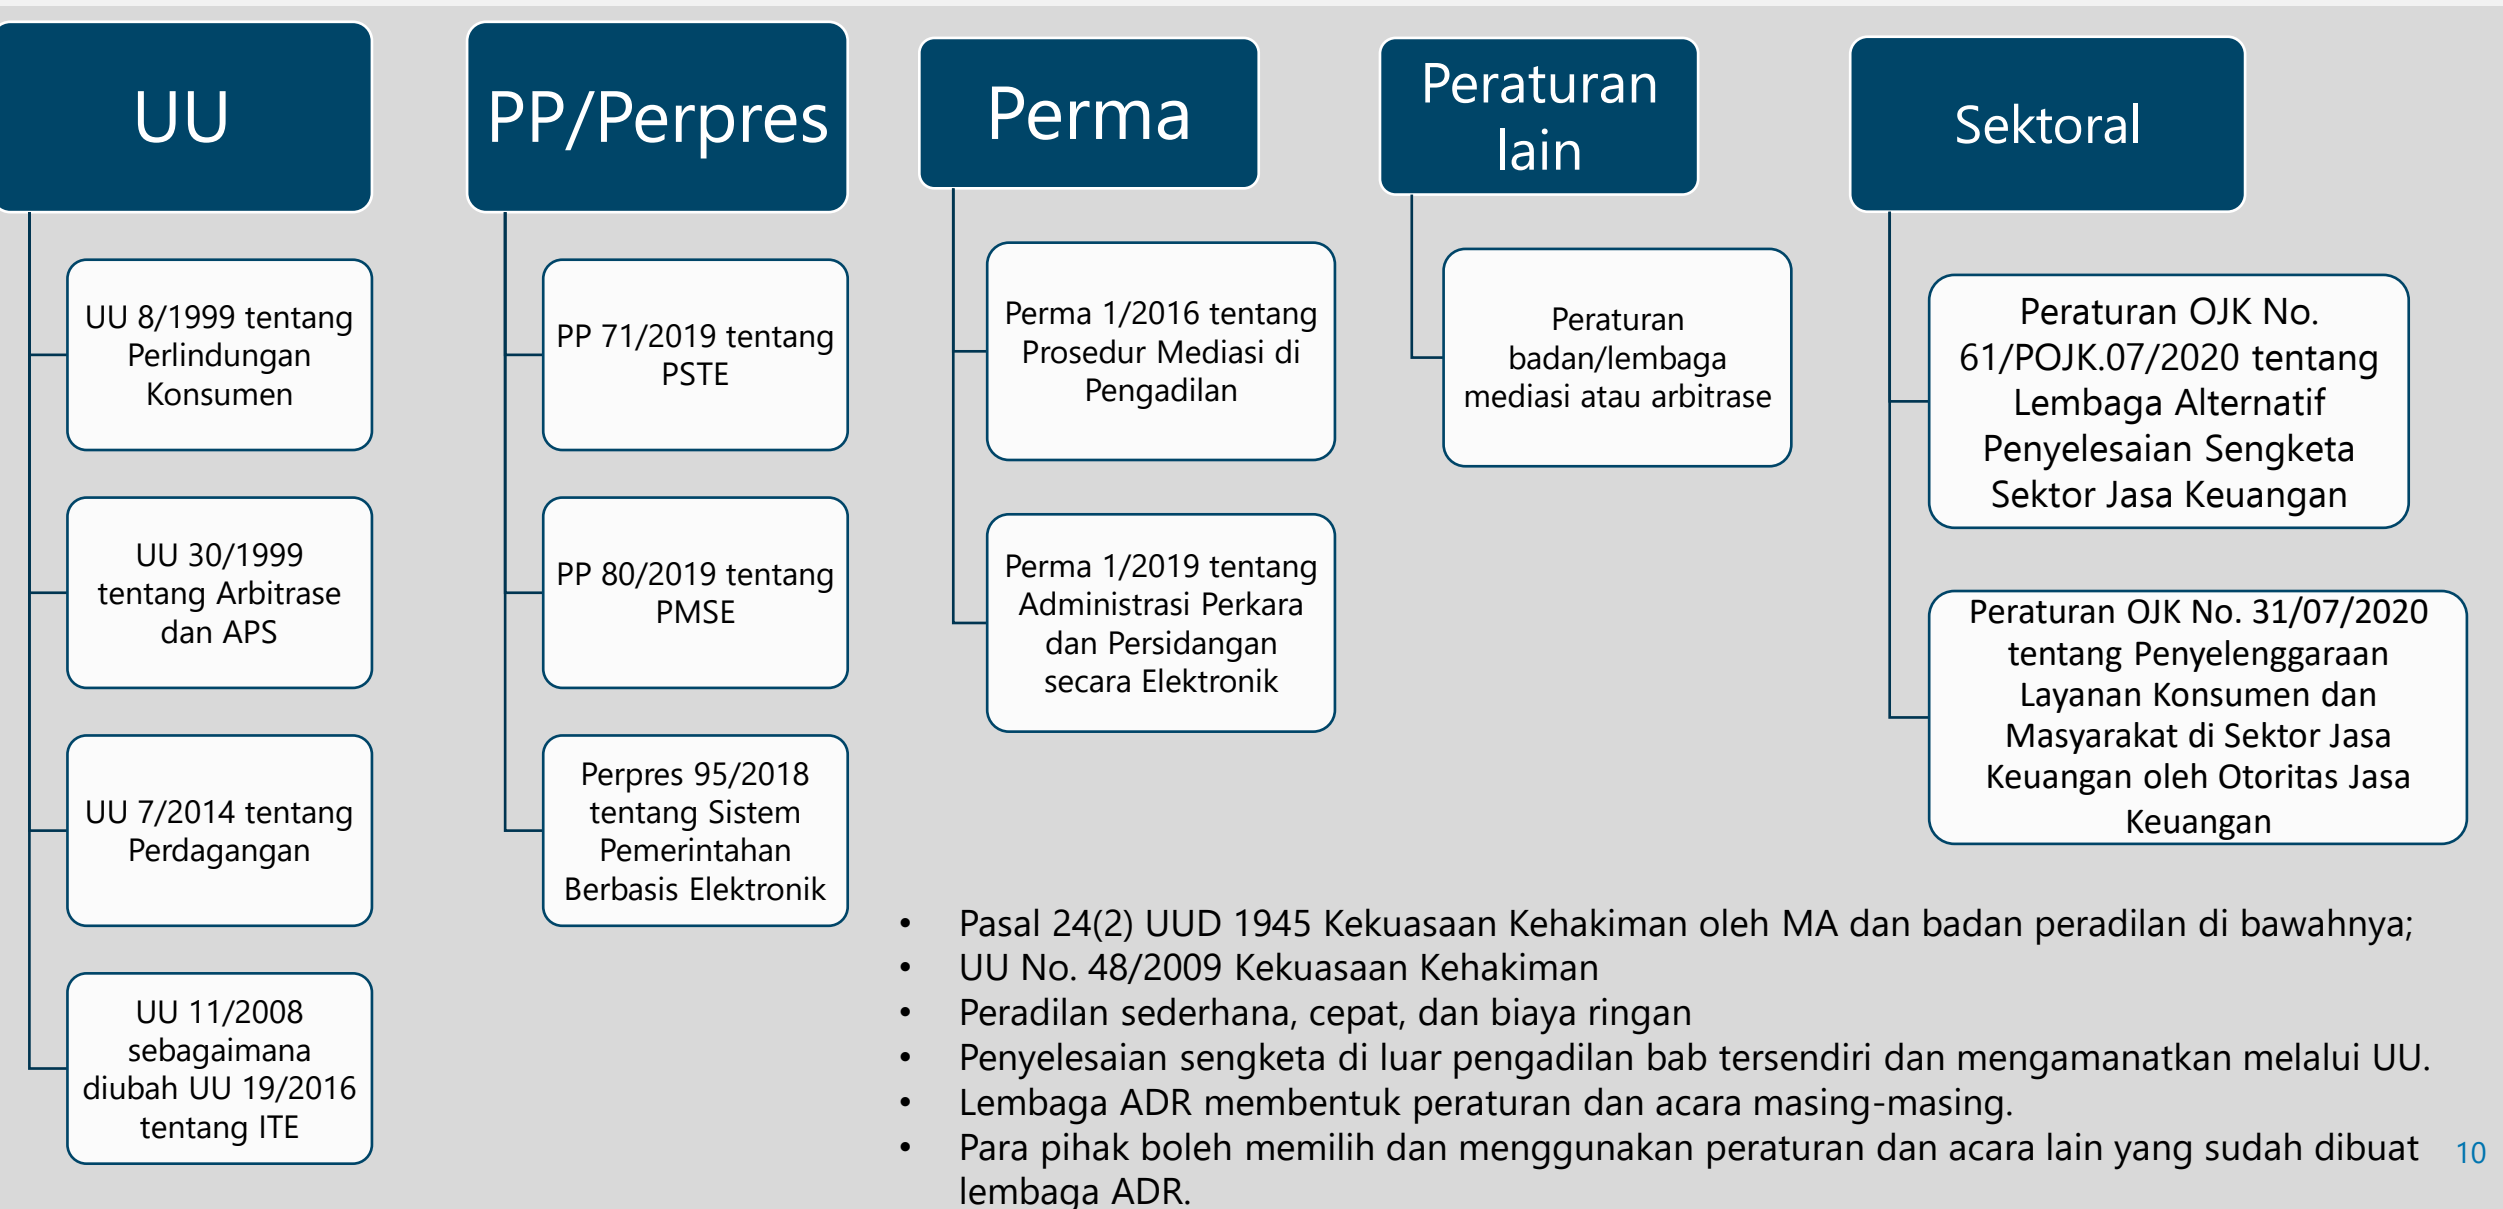 UU
UU 8/1999 tentang
Perlindungan
Konsumen
UU 30/1999
tentang Arbitrase
dan APS
UU 7/2014 tentang
Perdagangan
UU 11/2008
sebagaimana
diubah UU 19/2016
tentang ITE
PP/Perpres
PP 71/2019 tentang
PSTE
PP 80/2019 tentang
PMSE
Perpres 95/2018
tentang Sistem
Pemerintahan
Berbasis Elektronik
Perma
Perma 1/2016 tentang
Prosedur Mediasi di
Pengadilan
Perma 1/2019 tentang
Administrasi Perkara
dan Persidangan
secara Elektronik
Peraturan
lain
Peraturan
badan/lembaga
mediasi atau arbitrase
Sektoral
Peraturan OJK No.
61/POJK.07/2020 tentang
Lembaga Alternatif
Penyelesaian Sengketa
Sektor Jasa Keuangan
Peraturan OJK No. 31/07/2020
tentang Penyelenggaraan
Layanan Konsumen dan
Masyarakat di Sektor Jasa
Keuangan oleh Otoritas Jasa
Keuangan
• Pasal 24(2) UUD 1945 Kekuasaan Kehakiman oleh MA dan badan peradilan di bawahnya;
• UU No. 48/2009 Kekuasaan Kehakiman
• Peradilan sederhana, cepat, dan biaya ringan
• Penyelesaian sengketa di luar pengadilan bab tersendiri dan mengamanatkan melalui UU.
• Lembaga ADR membentuk peraturan dan acara masing-masing.
• Para pihak boleh memilih dan menggunakan peraturan dan acara lain yang sudah dibuat
lembaga ADR.
10